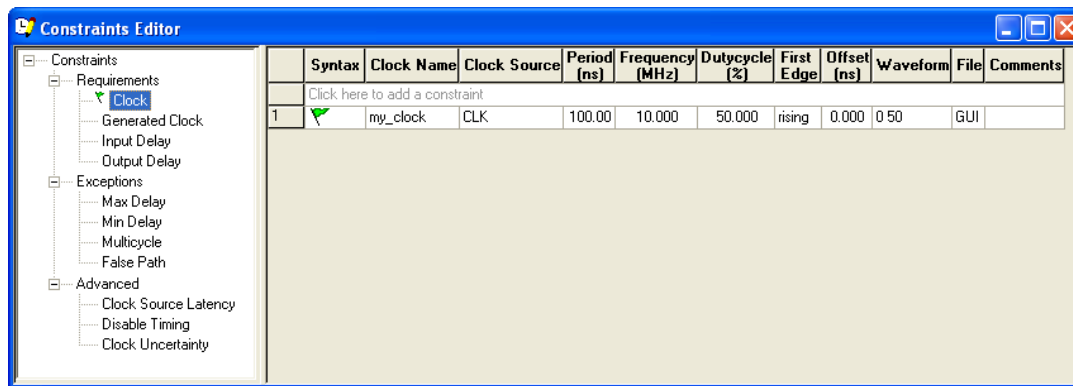 Constraints Editor
Constraints
Requirements
Clock
Generated Clock
Input Delay
Output Delay
Exceptions
Max Delay
Min Delay
Multicycle
False Path
Advanced
Clock Source Latency
Disable Timing
Clock Uncertainty
Syntax Clock Name Clock Source Period (ns) Frequency (MHz) Dutycycle (%) First Edge Offset (ns) Waveform File Comments
Click here to add a constraint
1 my_clock CLK 100.00 10.000 50.000 rising 0.000 0 50 GUI